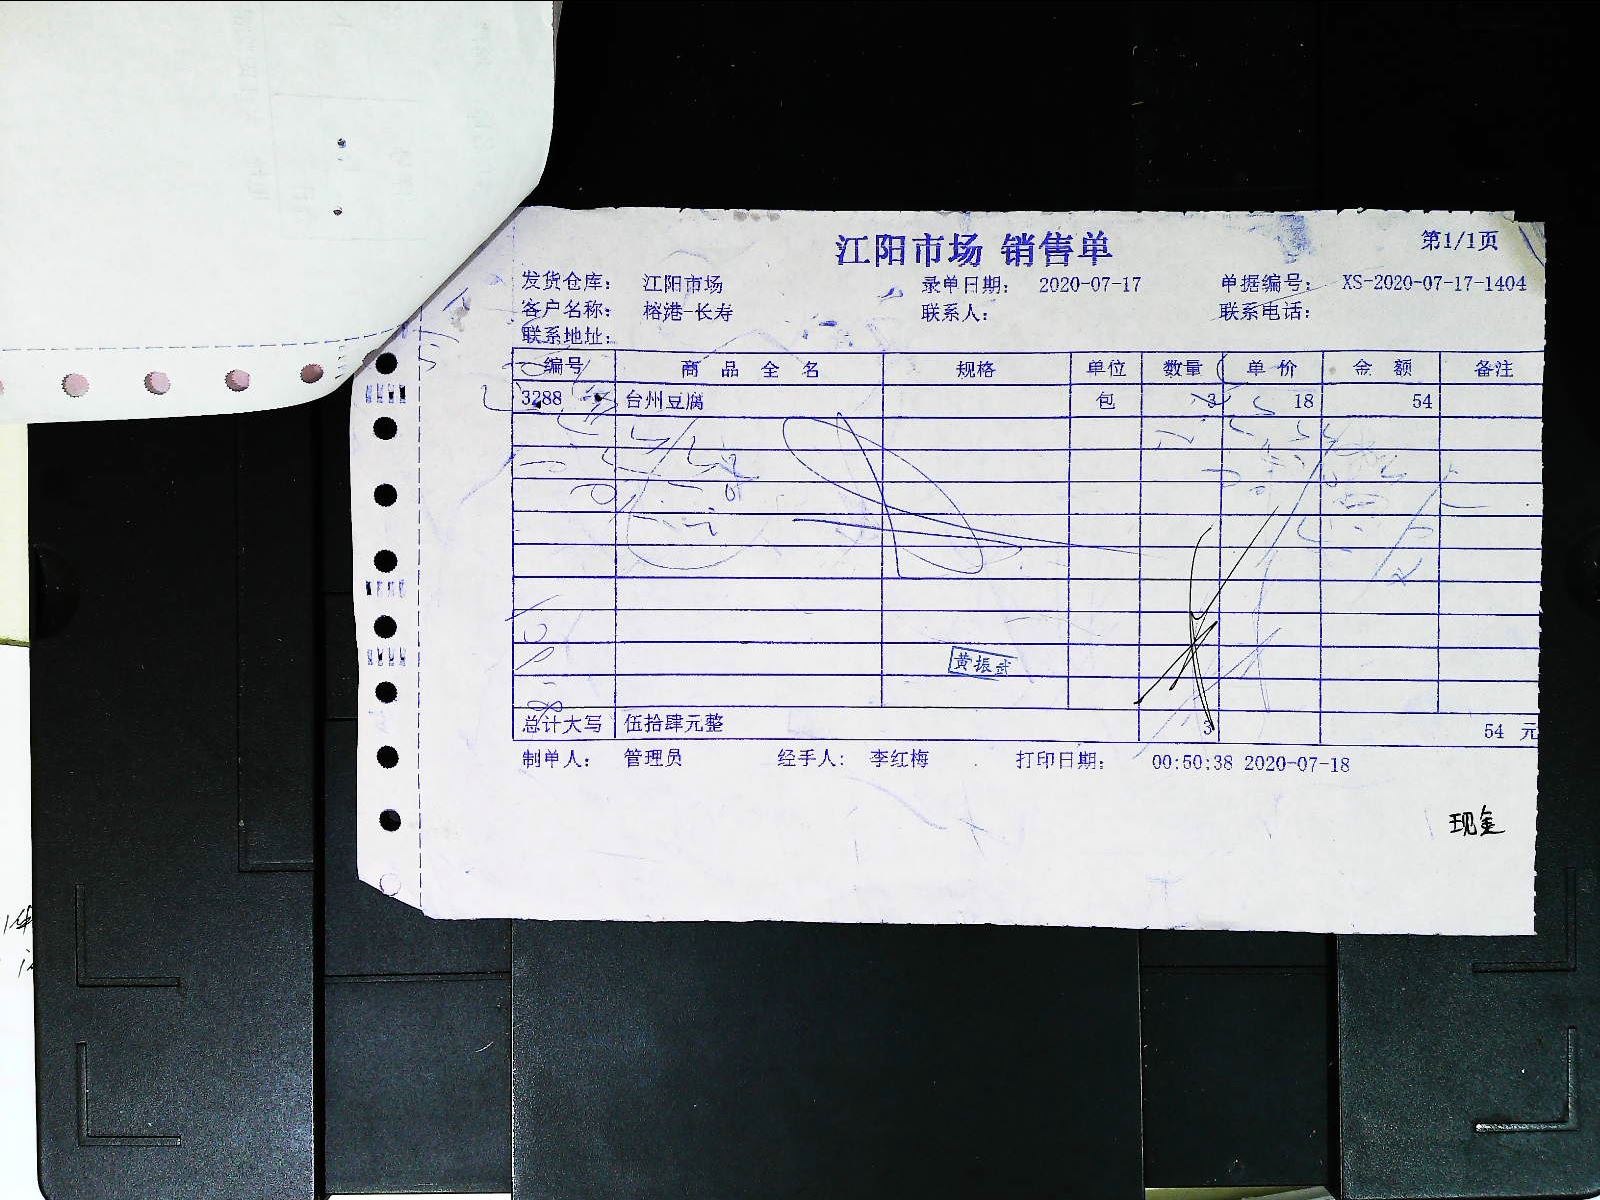 江阳市场 销售单
第1/1页
发货仓库: 江阳市场 录单日期: 2020-07-17 单据编号: XS-2020-07-17-1404
客户名称: 榕港-长寿 联系人: 联系电话:
联系地址:
编号 商品全名 规格 单位 数量 单价 金额 备注
3288 台州豆腐 包 3 18 54
黄振武
总计大写 伍拾肆元整 3 54 元
制单人: 管理员 经手人: 李红梅 打印日期: 00:50:38 2020-07-18
现金